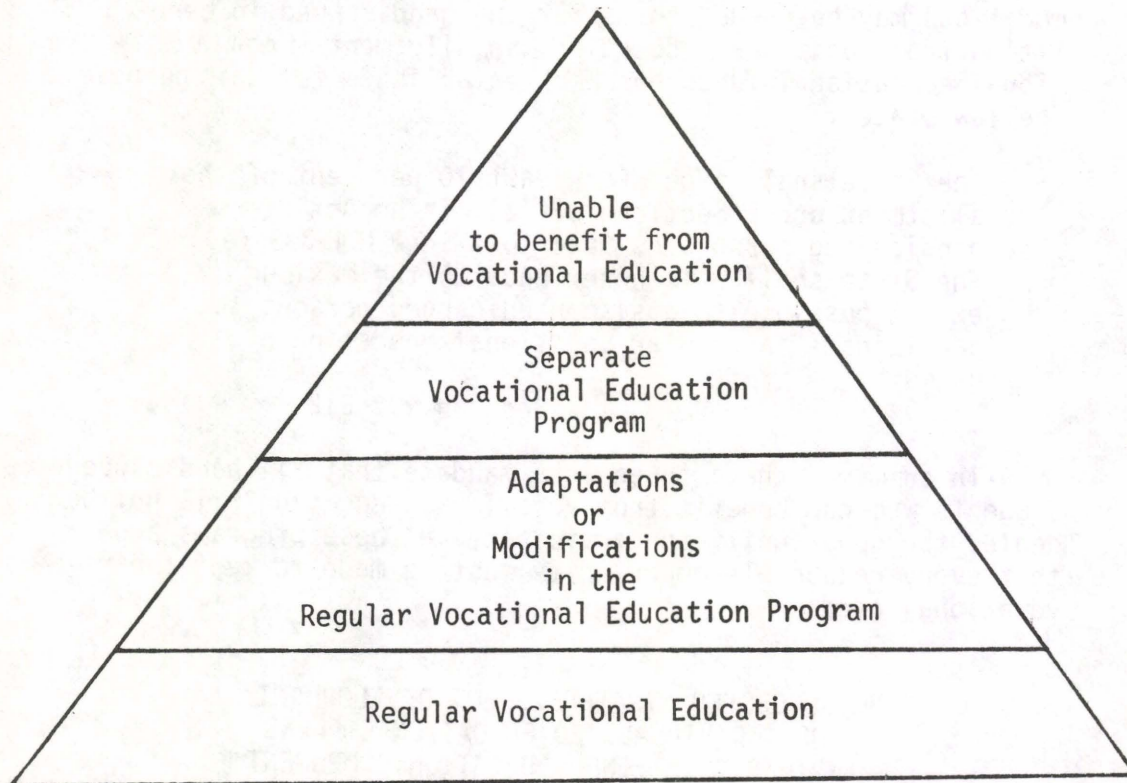 Unable
to benefit from
Vocational Education
Separate
Vocational Education
Program
Adaptations
or
Modifications
in the
Regular Vocational Education Program
Regular Vocational Education